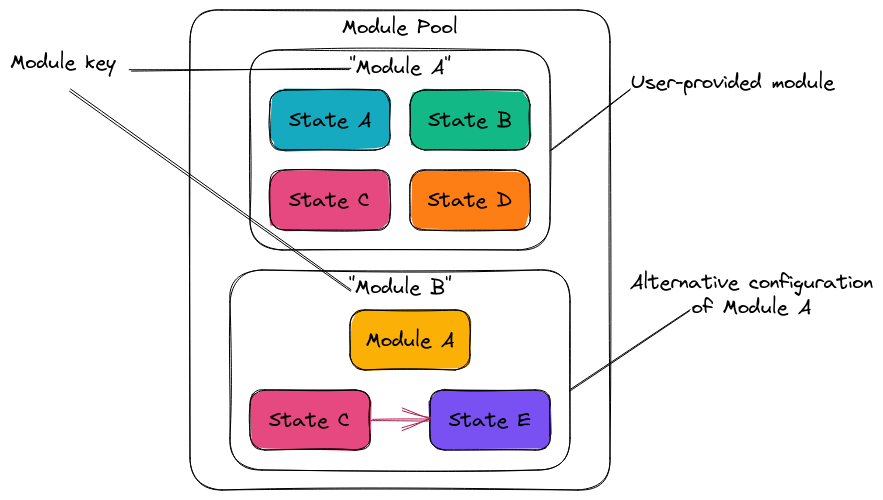 Module Pool
Module key
"Module A"
User-provided module
State A
State B
State C
State D
"Module B"
Alternative configuration
of Module A
Module A
State C
State E